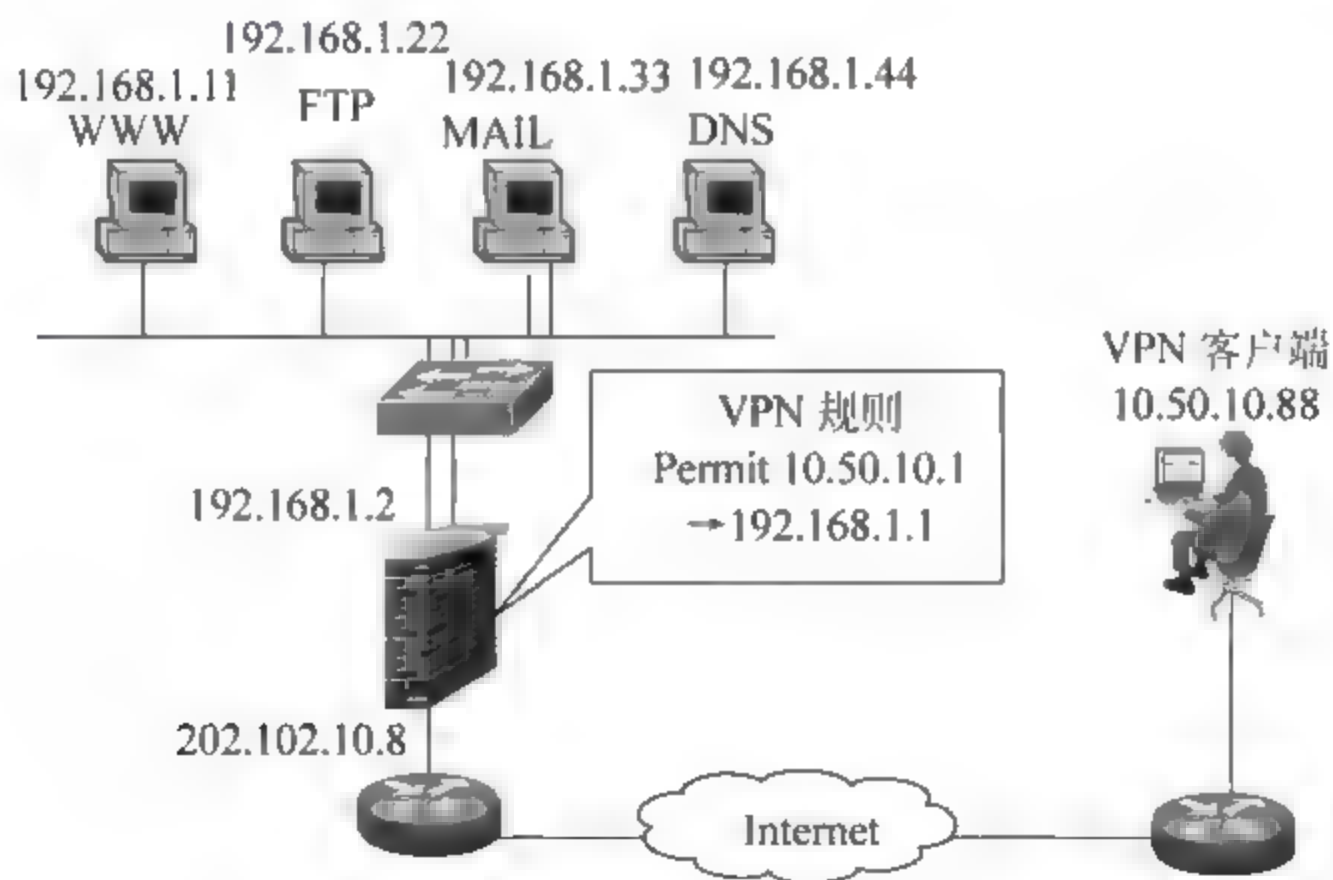 192.168.1.11
WWW
192.168.1.22
FTP
192.168.1.33
MAIL
192.168.1.44
DNS
192.168.1.2
202.102.10.8
VPN 规则
Permit 10.50.10.1
→192.168.1.1
VPN 客户端
10.50.10.88
Internet